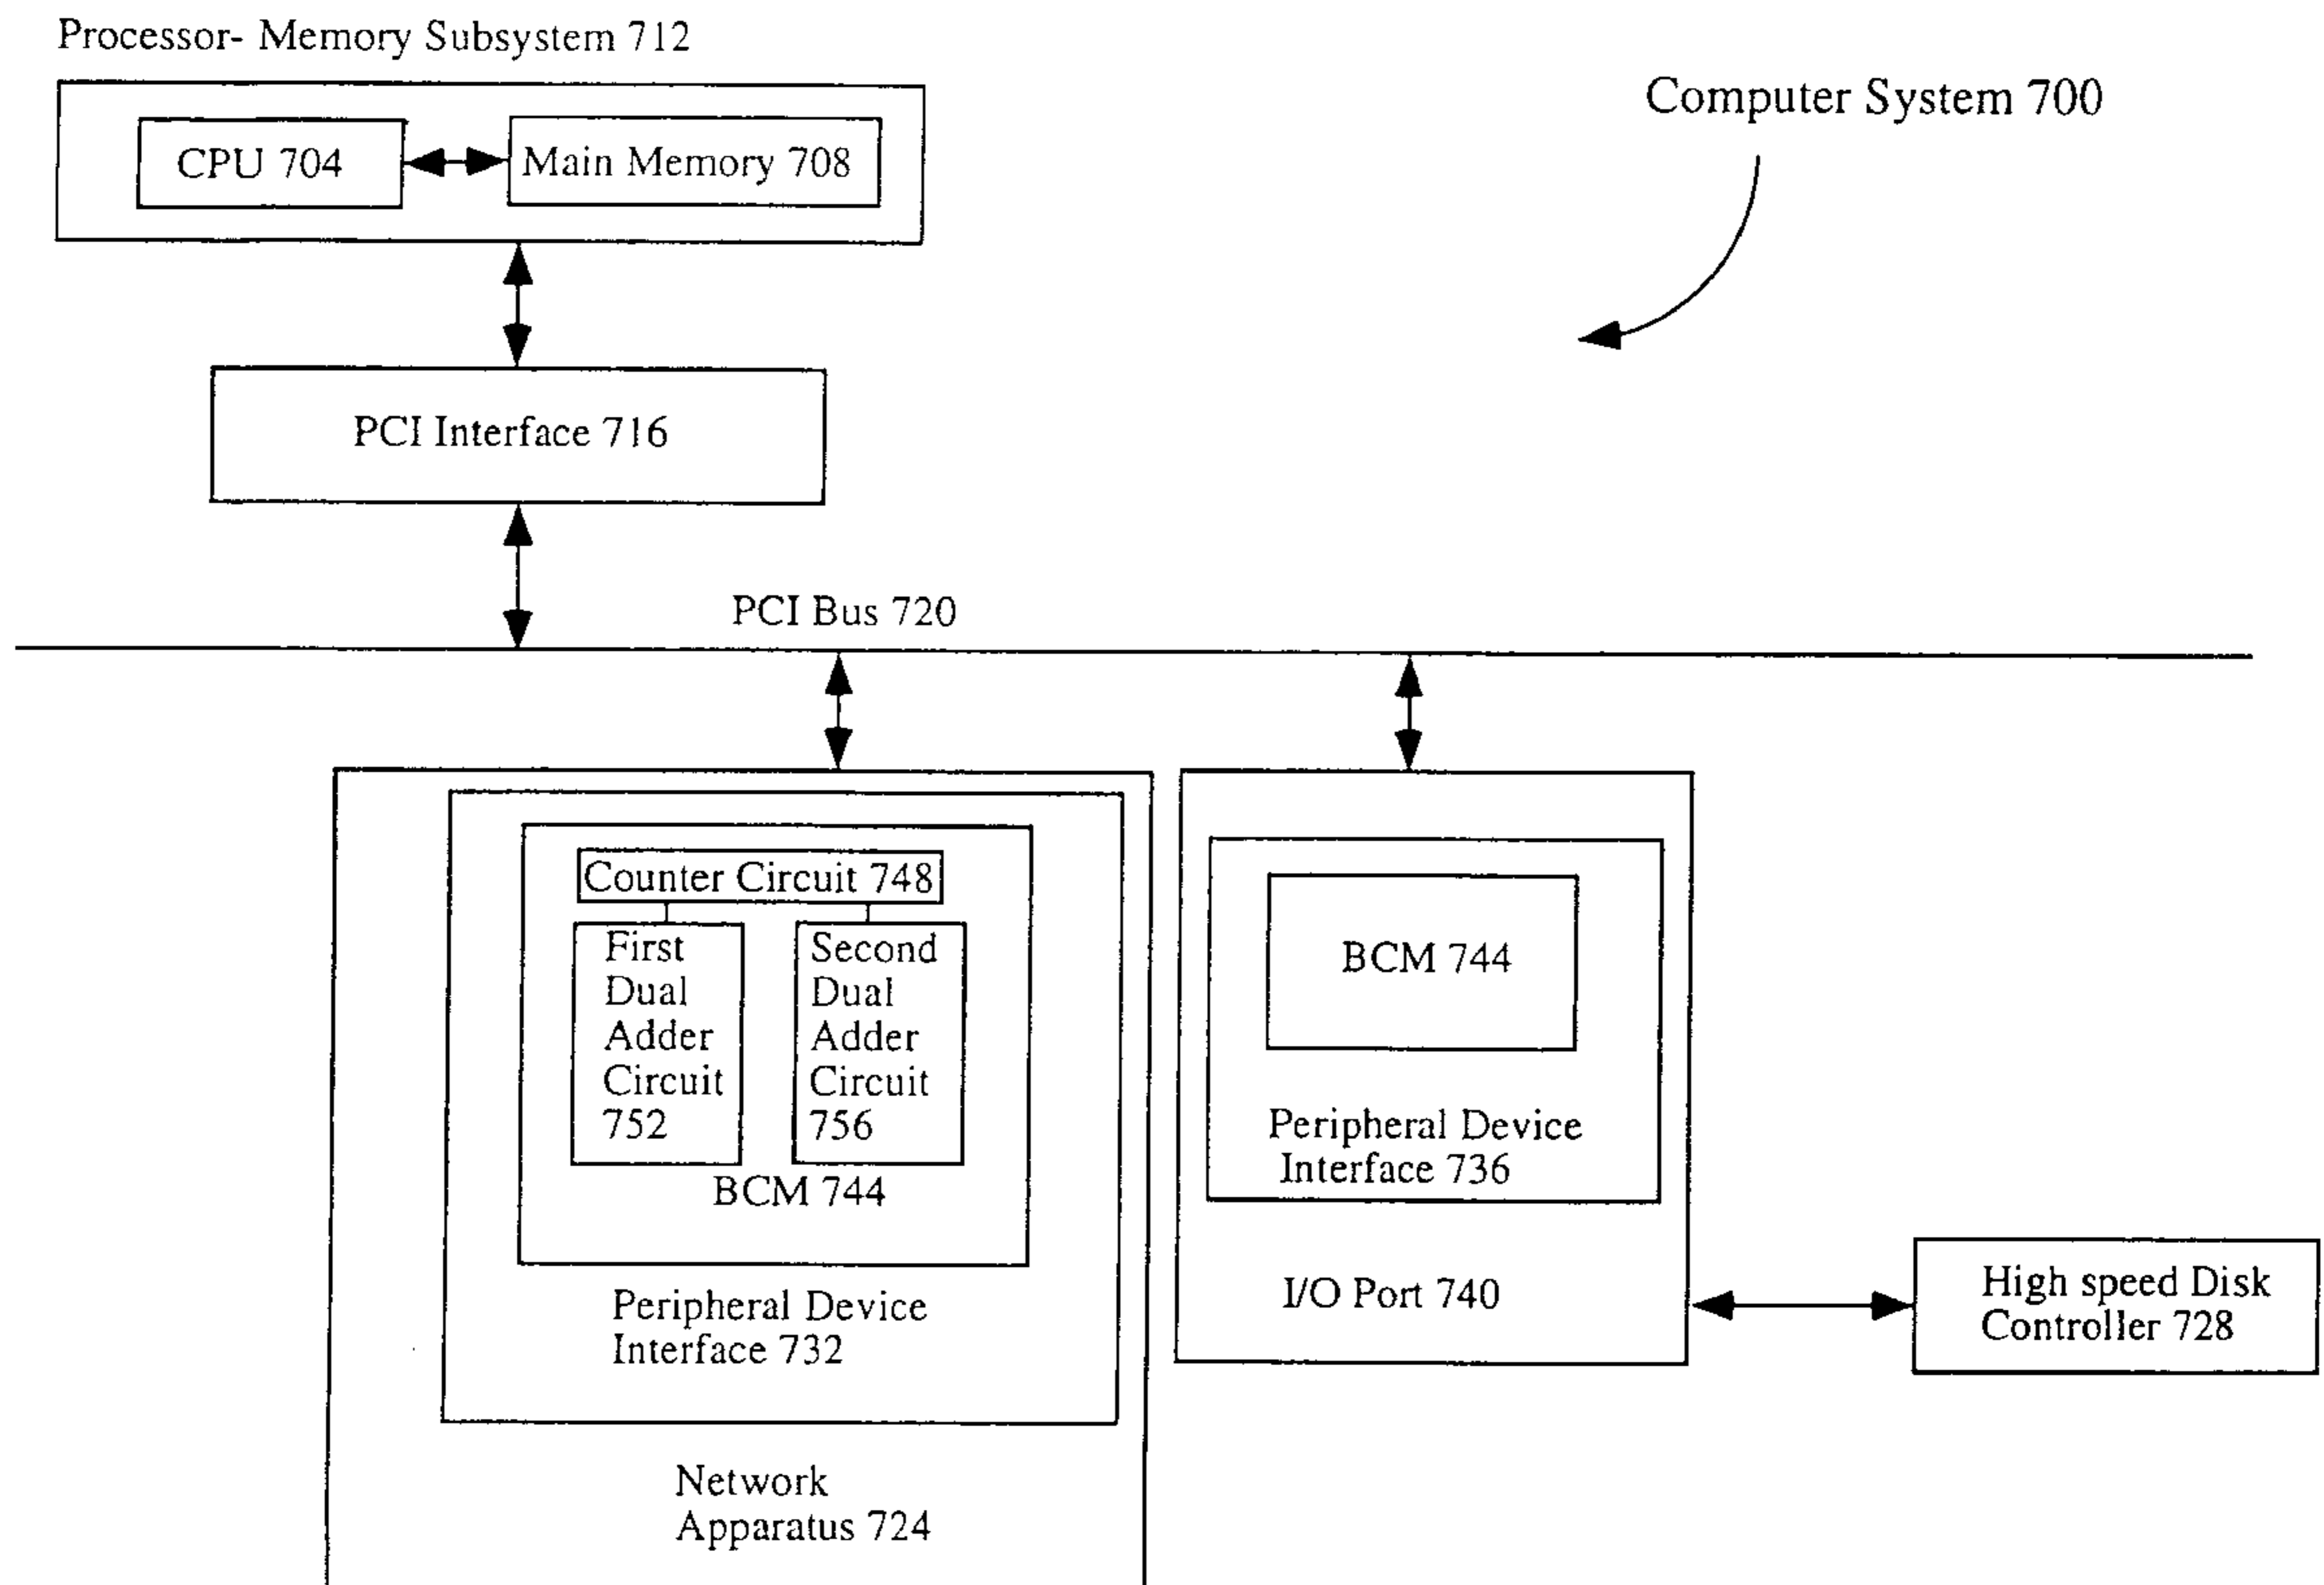 Processor- Memory Subsystem 712
Computer System 700
CPU 704
Main Memory 708
PCI Interface 716
PCI Bus 720
Counter Circuit 748
First
Dual
Adder
Circuit
752
Second
Dual
Adder
Circuit
756
BCM 744
Peripheral Device
Interface 732
Network
Apparatus 724
BCM 744
Peripheral Device
Interface 736
I/O Port 740
High speed Disk
Controller 728